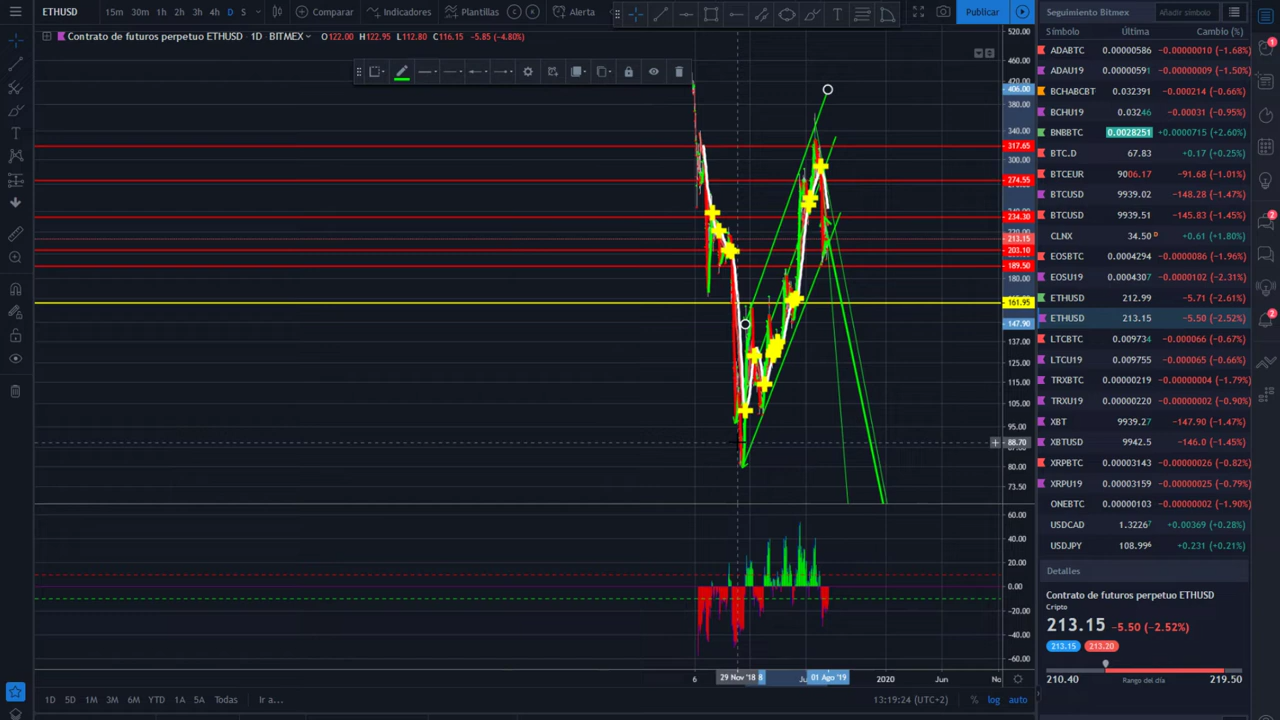 ETHUSD 15m 30m 1h 2h 3h 4h D S Comparar Indicadores Plantillas Alerta Publicar
Contrato de futuros perpetuo ETHUSD 1D BITMEX O122.00 H122.95 L112.80 C116.15 -5.85 (-4.80%)
520.00
460.00
420.00
406.00
380.00
340.00
317.65
300.00
274.55
234.30
220.00
213.15
203.10
189.50
180.00
161.95
147.90
137.00
125.00
115.00
105.00
95.00
88.70
80.00
73.50
60.00
40.00
20.00
0.00
-20.00
-40.00
-60.00
6 29 Nov '18 8 Ju 01 Ago '19 2020 Jun No
1D 5D 1M 3M 6M YTD 1A 5A Todas Ir a... 13:19:24 (UTC+2) % log auto
Seguimiento Bitmex Añadir símbolo
Símbolo Última Cambio (%)
ADABTC 0.00000586 −0.00000010 (−1.68%)
ADAU19 0.00000591 −0.00000009 (−1.50%)
BCHABCBT 0.032391 −0.000214 (−0.66%)
BCHU19 0.03246 −0.00031 (−0.95%)
BNBBTC 0.0028251 +0.0000715 (+2.60%)
BTC.D 67.83 +0.17 (+0.25%)
BTCEUR 9006.17 −91.68 (−1.01%)
BTCUSD 9939.02 −148.28 (−1.47%)
BTCUSD 9939.51 −145.83 (−1.45%)
CLNX 34.50 D +0.61 (+1.80%)
EOSBTC 0.0004294 −0.0000086 (−1.96%)
EOSU19 0.0004307 −0.0000102 (−2.31%)
ETHUSD 212.99 −5.71 (−2.61%)
ETHUSD 213.15 −5.50 (−2.52%)
LTCBTC 0.009734 −0.000066 (−0.67%)
LTCU19 0.009755 −0.000065 (−0.66%)
TRXBTC 0.00000219 −0.00000004 (−1.79%)
TRXU19 0.00000220 −0.00000002 (−0.90%)
XBT 9939.27 −147.90 (−1.47%)
XBTUSD 9942.5 −146.0 (−1.45%)
XRPBTC 0.00003143 −0.00000026 (−0.82%)
XRPU19 0.00003159 −0.00000025 (−0.79%)
ONEBTC 0.00000103 −0.00000002 (−1.90%)
USDCAD 1.32267 +0.00369 (+0.28%)
USDJPY 108.996 +0.231 (+0.21%)
Detalles
Contrato de futuros perpetuo ETHUSD
Cripto
213.15 −5.50 (−2.52%)
213.15 213.20
210.40 Rango del día 219.50
1
2
2